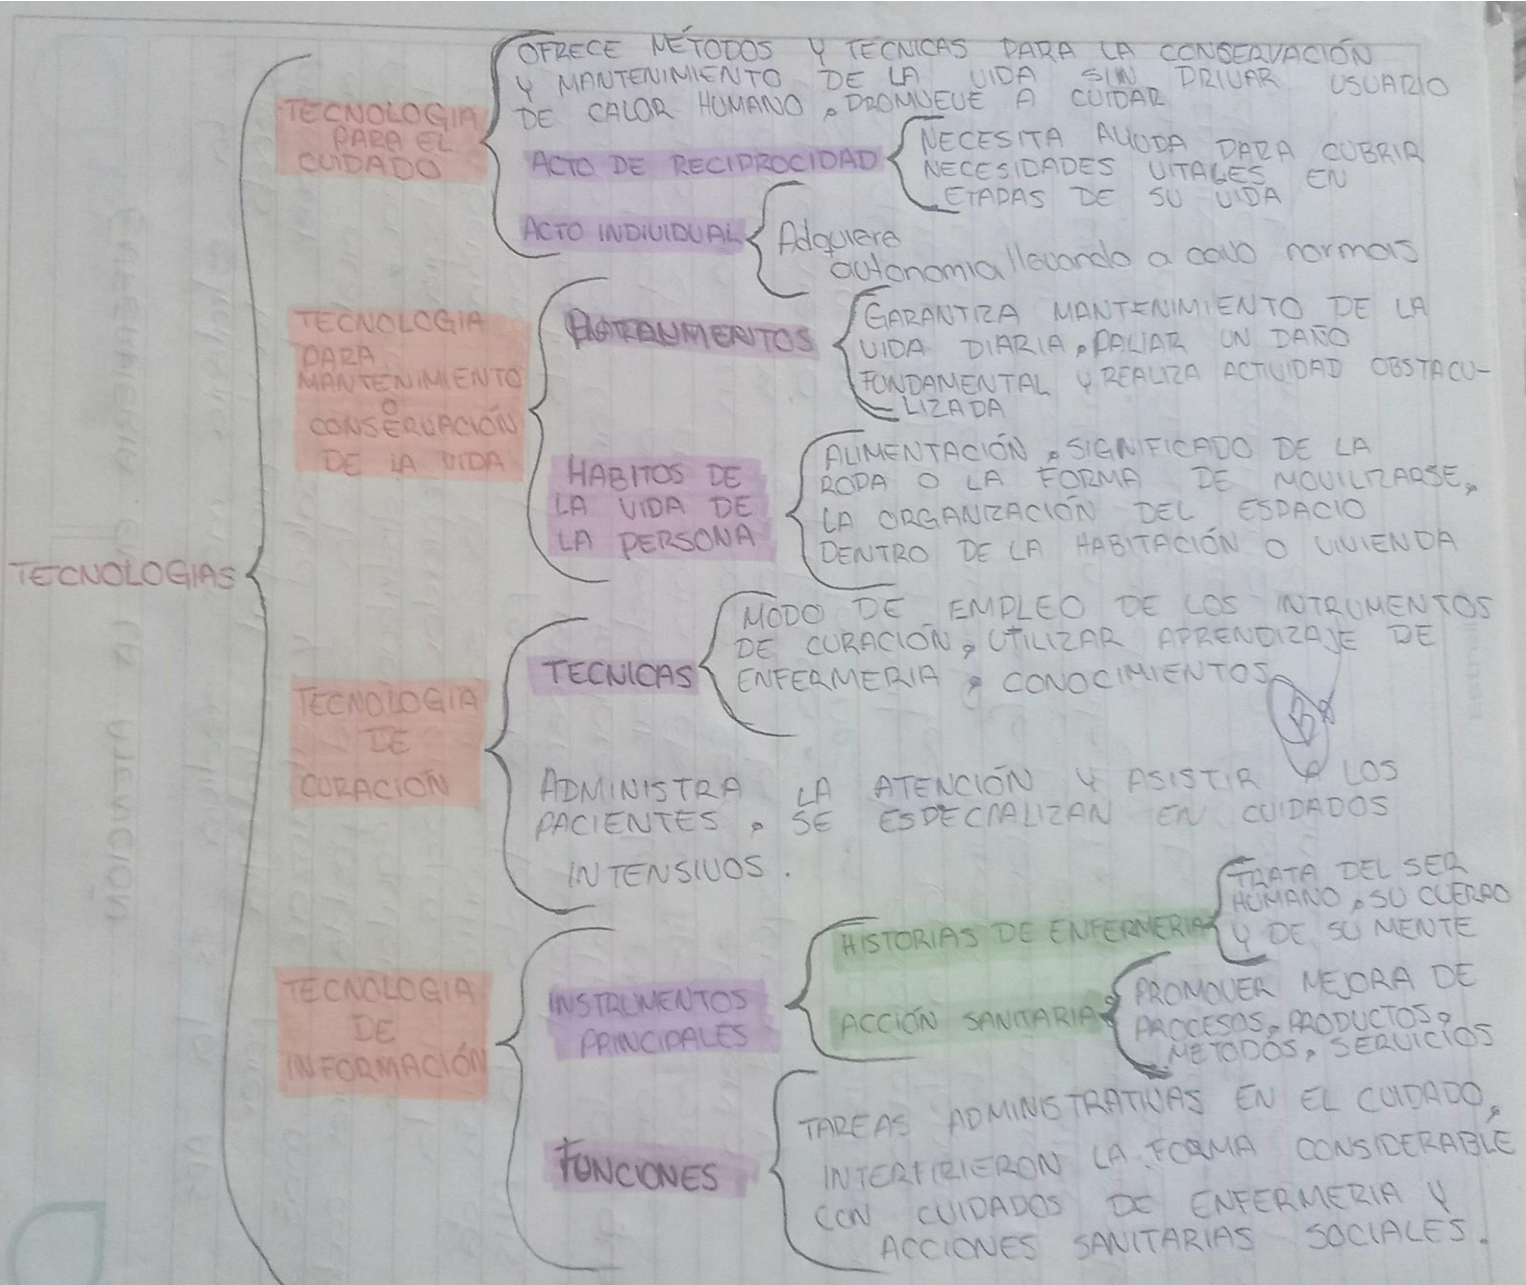 TECNOLOGIAS
TECNOLOGIA
PARA EL
CUIDADO
OFRECE MÉTODOS Y TECNICAS PARA LA CONSERVACIÓN
Y MANTENIMIENTO DE LA VIDA SIN PRIVAR USUARIO
DE CALOR HUMANO, PROMUEVE A CUIDAR
ACTO DE RECIPROCIDAD
NECESITA AYUDA PARA CUBRIR
NECESIDADES VITALES EN
ETAPAS DE SU VIDA
ACTO INDIVIDUAL
Adquiere
autonomia llevando a cavo normas
TECNOLOGIA
PARA
MANTENIMIENTO
O
CONSERVACIÓN
DE LA VIDA
GARANTIZA MANTENIMIENTO DE LA
VIDA DIARIA, PALIAR UN DAÑO
FUNDAMENTAL Y REALIZA ACTIVIDAD OBSTACU-
LIZADA
HABITOS DE
LA VIDA DE
LA PERSONA
ALIMENTACIÓN, SIGNIFICADO DE LA
ROPA O LA FORMA DE MOVILIZARSE,
LA ORGANIZACIÓN DEL ESPACIO
DENTRO DE LA HABITACIÓN O VIVIENDA
TECNOLOGIA
DE
CURACIÓN
TECNICAS
MODO DE EMPLEO DE LOS INTRUMENTOS
DE CURACIÓN, UTILIZAR APRENDIZAJE DE
ENFERMERIA, CONOCIMIENTOS
ADMINISTRA LA ATENCIÓN Y ASISTIR A LOS
PACIENTES, SE ESPECIALIZAN EN CUIDADOS
INTENSIVOS.
TECNOLOGIA
DE
INFORMACIÓN
INSTRUMENTOS
PRINCIPALES
HISTORIAS DE ENFERMERIA
TRATA DEL SER
HUMANO, SU CUERPO
Y DE SU MENTE
ACCIÓN SANITARIA
PROMOVER MEJORA DE
PROCESOS, PRODUCTOS,
METODOS, SERVICIOS
FUNCIONES
TAREAS ADMINISTRATIVAS EN EL CUIDADO,
INTERFIRIERON LA FORMA CONSIDERABLE
CON CUIDADOS DE ENFERMERIA Y
ACCIONES SANITARIAS SOCIALES.